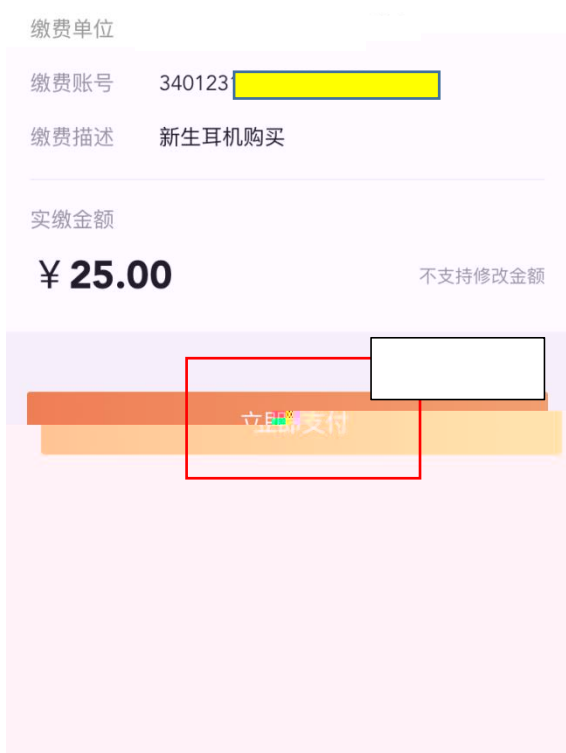 缴费单位
缴费账号 340123
缴费描述 新生耳机购买
实缴金额
￥25.00 不支持修改金额
立即支付